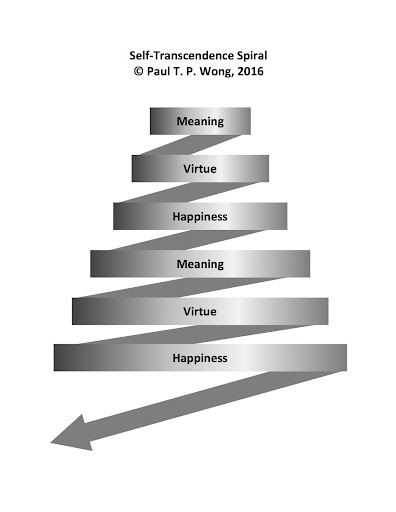 Self-Transcendence Spiral
© Paul T. P. Wong, 2016
Meaning
Virtue
Happiness
Meaning
Virtue
Happiness